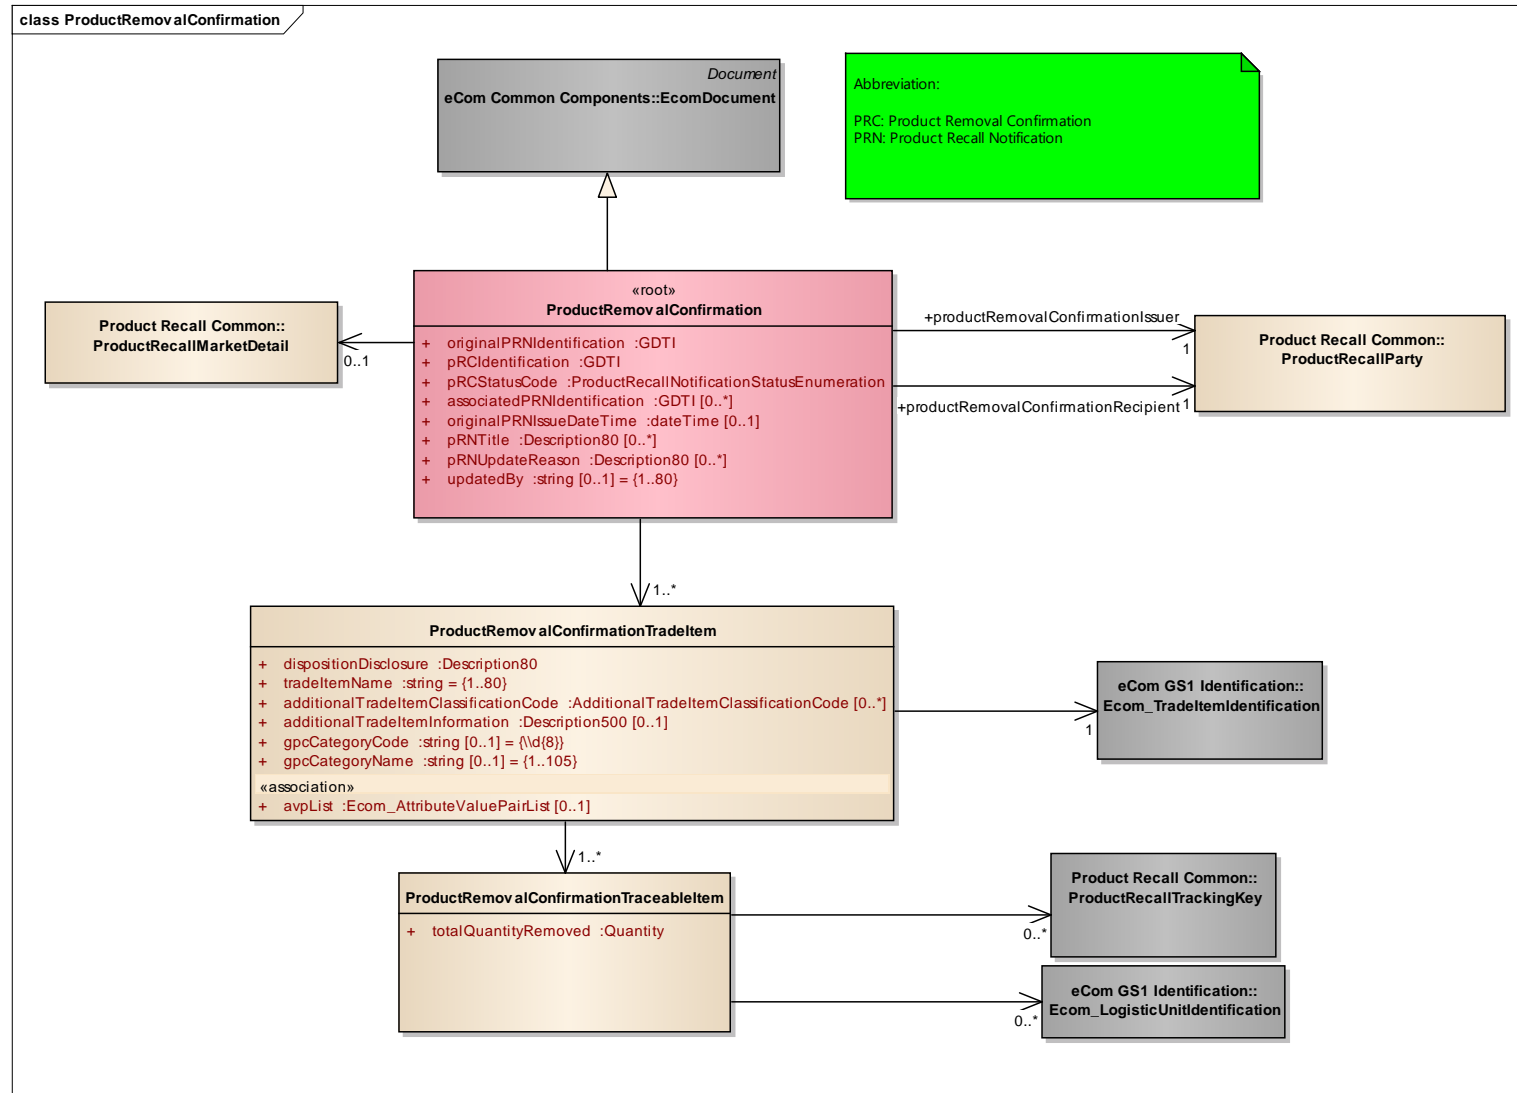 class ProductRemovalConfirmation
Document
eCom Common Components::EcomDocument
Abbreviation:
PRC: Product Removal Confirmation
PRN: Product Recall Notification
«root»
ProductRemovalConfirmation
+ originalPRNIdentification :GDTI
+ pRCIdentification :GDTI
+ pRCStatusCode :ProductRecallNotificationStatusEnumeration
+ associatedPRNIdentification :GDTI [0..*]
+ originalPRNIssueDateTime :dateTime [0..1]
+ pRNTitle :Description80 [0..*]
+ pRNUpdateReason :Description80 [0..*]
+ updatedBy :string [0..1] = {1..80}
Product Recall Common::
ProductRecallMarketDetail
0..1
+productRemovalConfirmationIssuer
1
+productRemovalConfirmationRecipient
1
Product Recall Common::
ProductRecallParty
1..*
ProductRemovalConfirmationTradeItem
+ dispositionDisclosure :Description80
+ tradeItemName :string = {1..80}
+ additionalTradeItemClassificationCode :AdditionalTradeItemClassificationCode [0..*]
+ additionalTradeItemInformation :Description500 [0..1]
+ gpcCategoryCode :string [0..1] = {\\d{8}}
+ gpcCategoryName :string [0..1] = {1..105}
«association»
+ avpList :Ecom_AttributeValuePairList [0..1]
1
eCom GS1 Identification::
Ecom_TradeItemIdentification
1..*
ProductRemovalConfirmationTraceableItem
+ totalQuantityRemoved :Quantity
0..*
Product Recall Common::
ProductRecallTrackingKey
0..*
eCom GS1 Identification::
Ecom_LogisticUnitIdentification